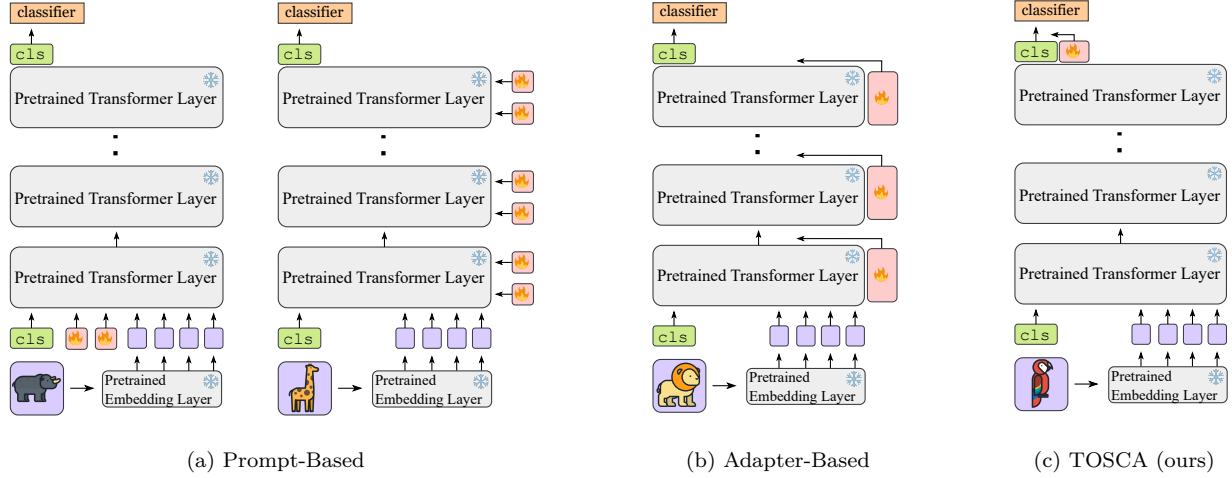 classifier
cls
Pretrained Transformer Layer
Pretrained Transformer Layer
Pretrained Transformer Layer
cls
Pretrained
Embedding Layer
classifier
cls
Pretrained Transformer Layer
Pretrained Transformer Layer
Pretrained Transformer Layer
cls
Pretrained
Embedding Layer
(a) Prompt-Based
classifier
cls
Pretrained Transformer Layer
Pretrained Transformer Layer
Pretrained Transformer Layer
cls
Pretrained
Embedding Layer
(b) Adapter-Based
classifier
cls
Pretrained Transformer Layer
Pretrained Transformer Layer
Pretrained Transformer Layer
cls
Pretrained
Embedding Layer
(c) TOSCA (ours)